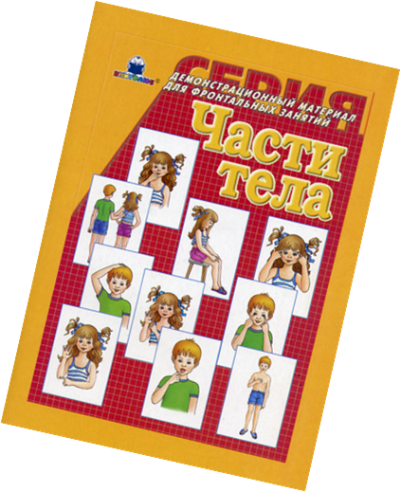 СЕРИЯ
ДЕМОНСТРАЦИОННЫЙ МАТЕРИАЛ
ДЛЯ ФРОНТАЛЬНЫХ ЗАНЯТИЙ
Части
тела